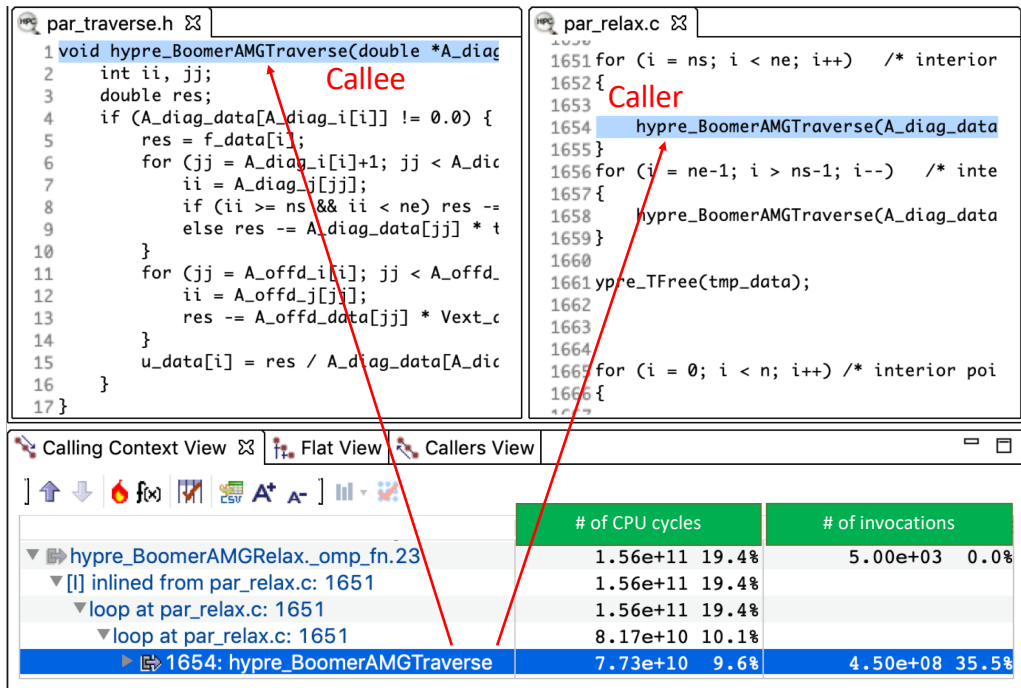 par_traverse.h
1 void hypre_BoomerAMGTraverse(double *A_diag
2 int ii, jj;
3 double res;
4 if (A_diag_data[A_diag_i[i]] != 0.0) {
5 res = f_data[i];
6 for (jj = A_diag_i[i]+1; jj < A_dia
7 ii = A_diag_j[jj];
8 if (ii >= ns && ii < ne) res -=
9 else res -= A_diag_data[jj] * t
10 }
11 for (jj = A_offd_i[i]; jj < A_offd_
12 ii = A_offd_j[jj];
13 res -= A_offd_data[jj] * Vext_d
14 }
15 u_data[i] = res / A_diag_data[A_dia
16 }
17 }
Callee
par_relax.c
1650
1651 for (i = ns; i < ne; i++) /* interior
1652 {
1653
1654 hypre_BoomerAMGTraverse(A_diag_data
1655 }
1656 for (i = ne-1; i > ns-1; i--) /* inte
1657 {
1658 hypre_BoomerAMGTraverse(A_diag_data
1659 }
1660
1661 ypre_TFree(tmp_data);
1662
1663
1664
1665 for (i = 0; i < n; i++) /* interior poi
1666 {
1667
Caller
Calling Context View Flat View Callers View
f(x) CSV A+ A-
# of CPU cycles # of invocations
hypre_BoomerAMGRelax._omp_fn.23 1.56e+11 19.4% 5.00e+03 0.0%
[I] inlined from par_relax.c: 1651 1.56e+11 19.4%
loop at par_relax.c: 1651 1.56e+11 19.4%
loop at par_relax.c: 1651 8.17e+10 10.1%
1654: hypre_BoomerAMGTraverse 7.73e+10 9.6% 4.50e+08 35.5%